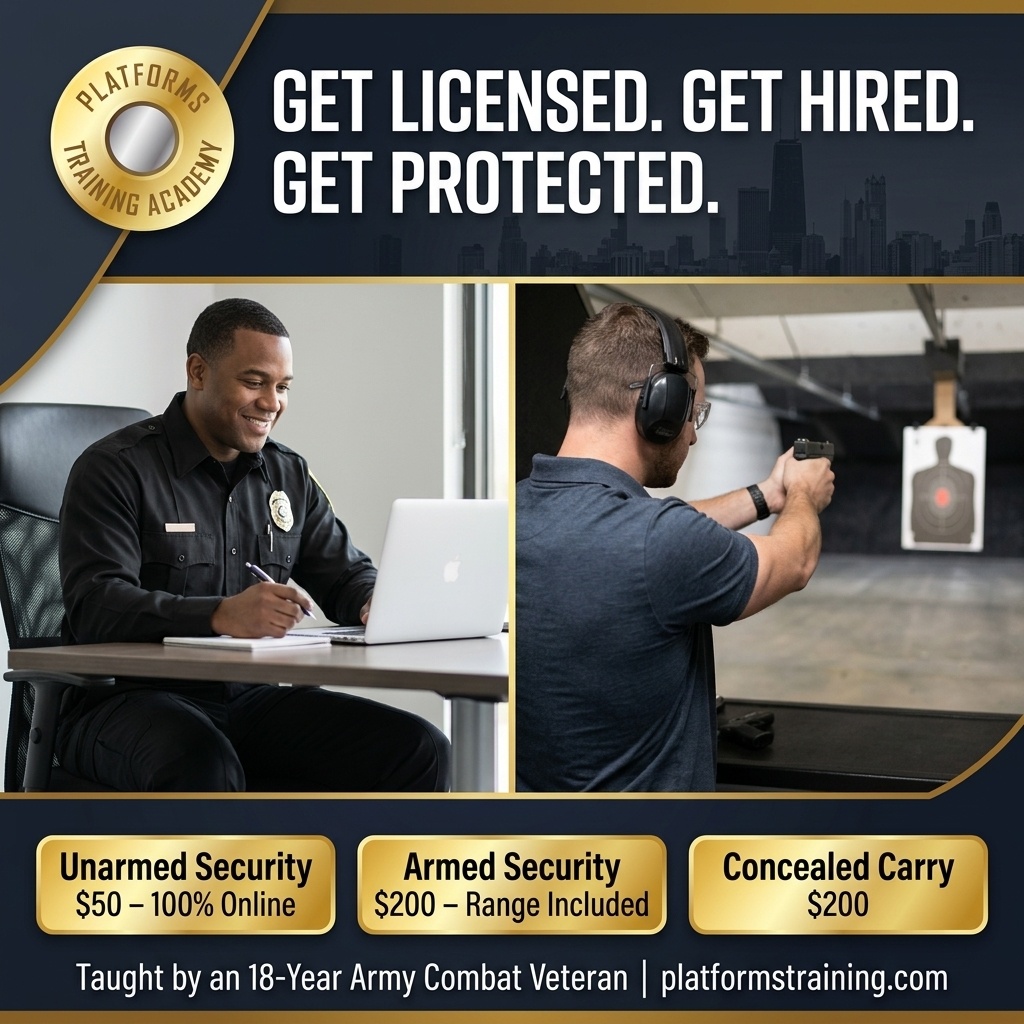 PLATFORMS
TRAINING ACADEMY
GET LICENSED. GET HIRED.
GET PROTECTED.
Unarmed Security
$50 – 100% Online
Armed Security
$200 – Range Included
Concealed Carry
$200
Taught by an 18-Year Army Combat Veteran | platformstraining.com